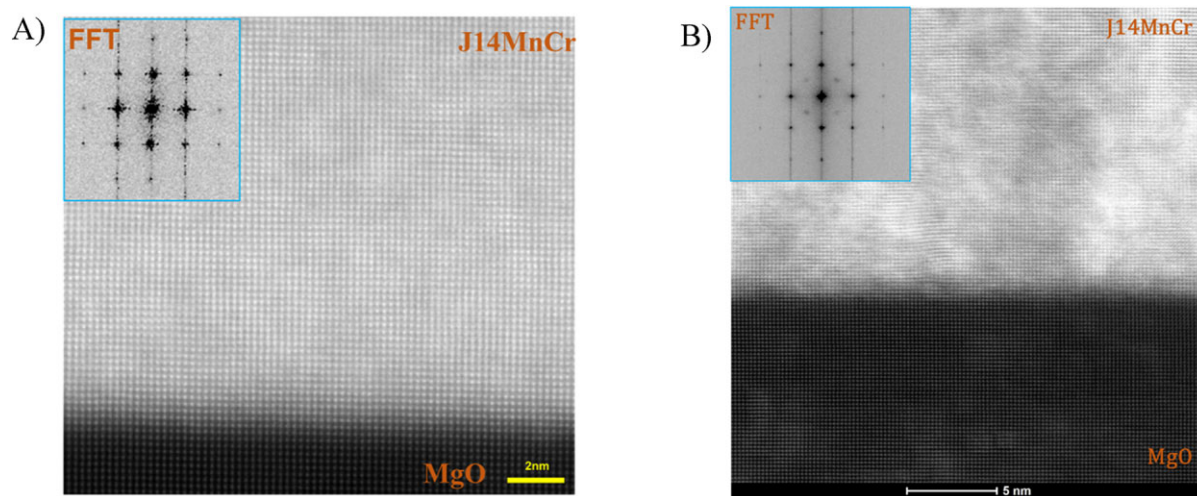 A)
FFT
J14MnCr
MgO
2nm
B)
FFT
J14MnCr
MgO
5 nm